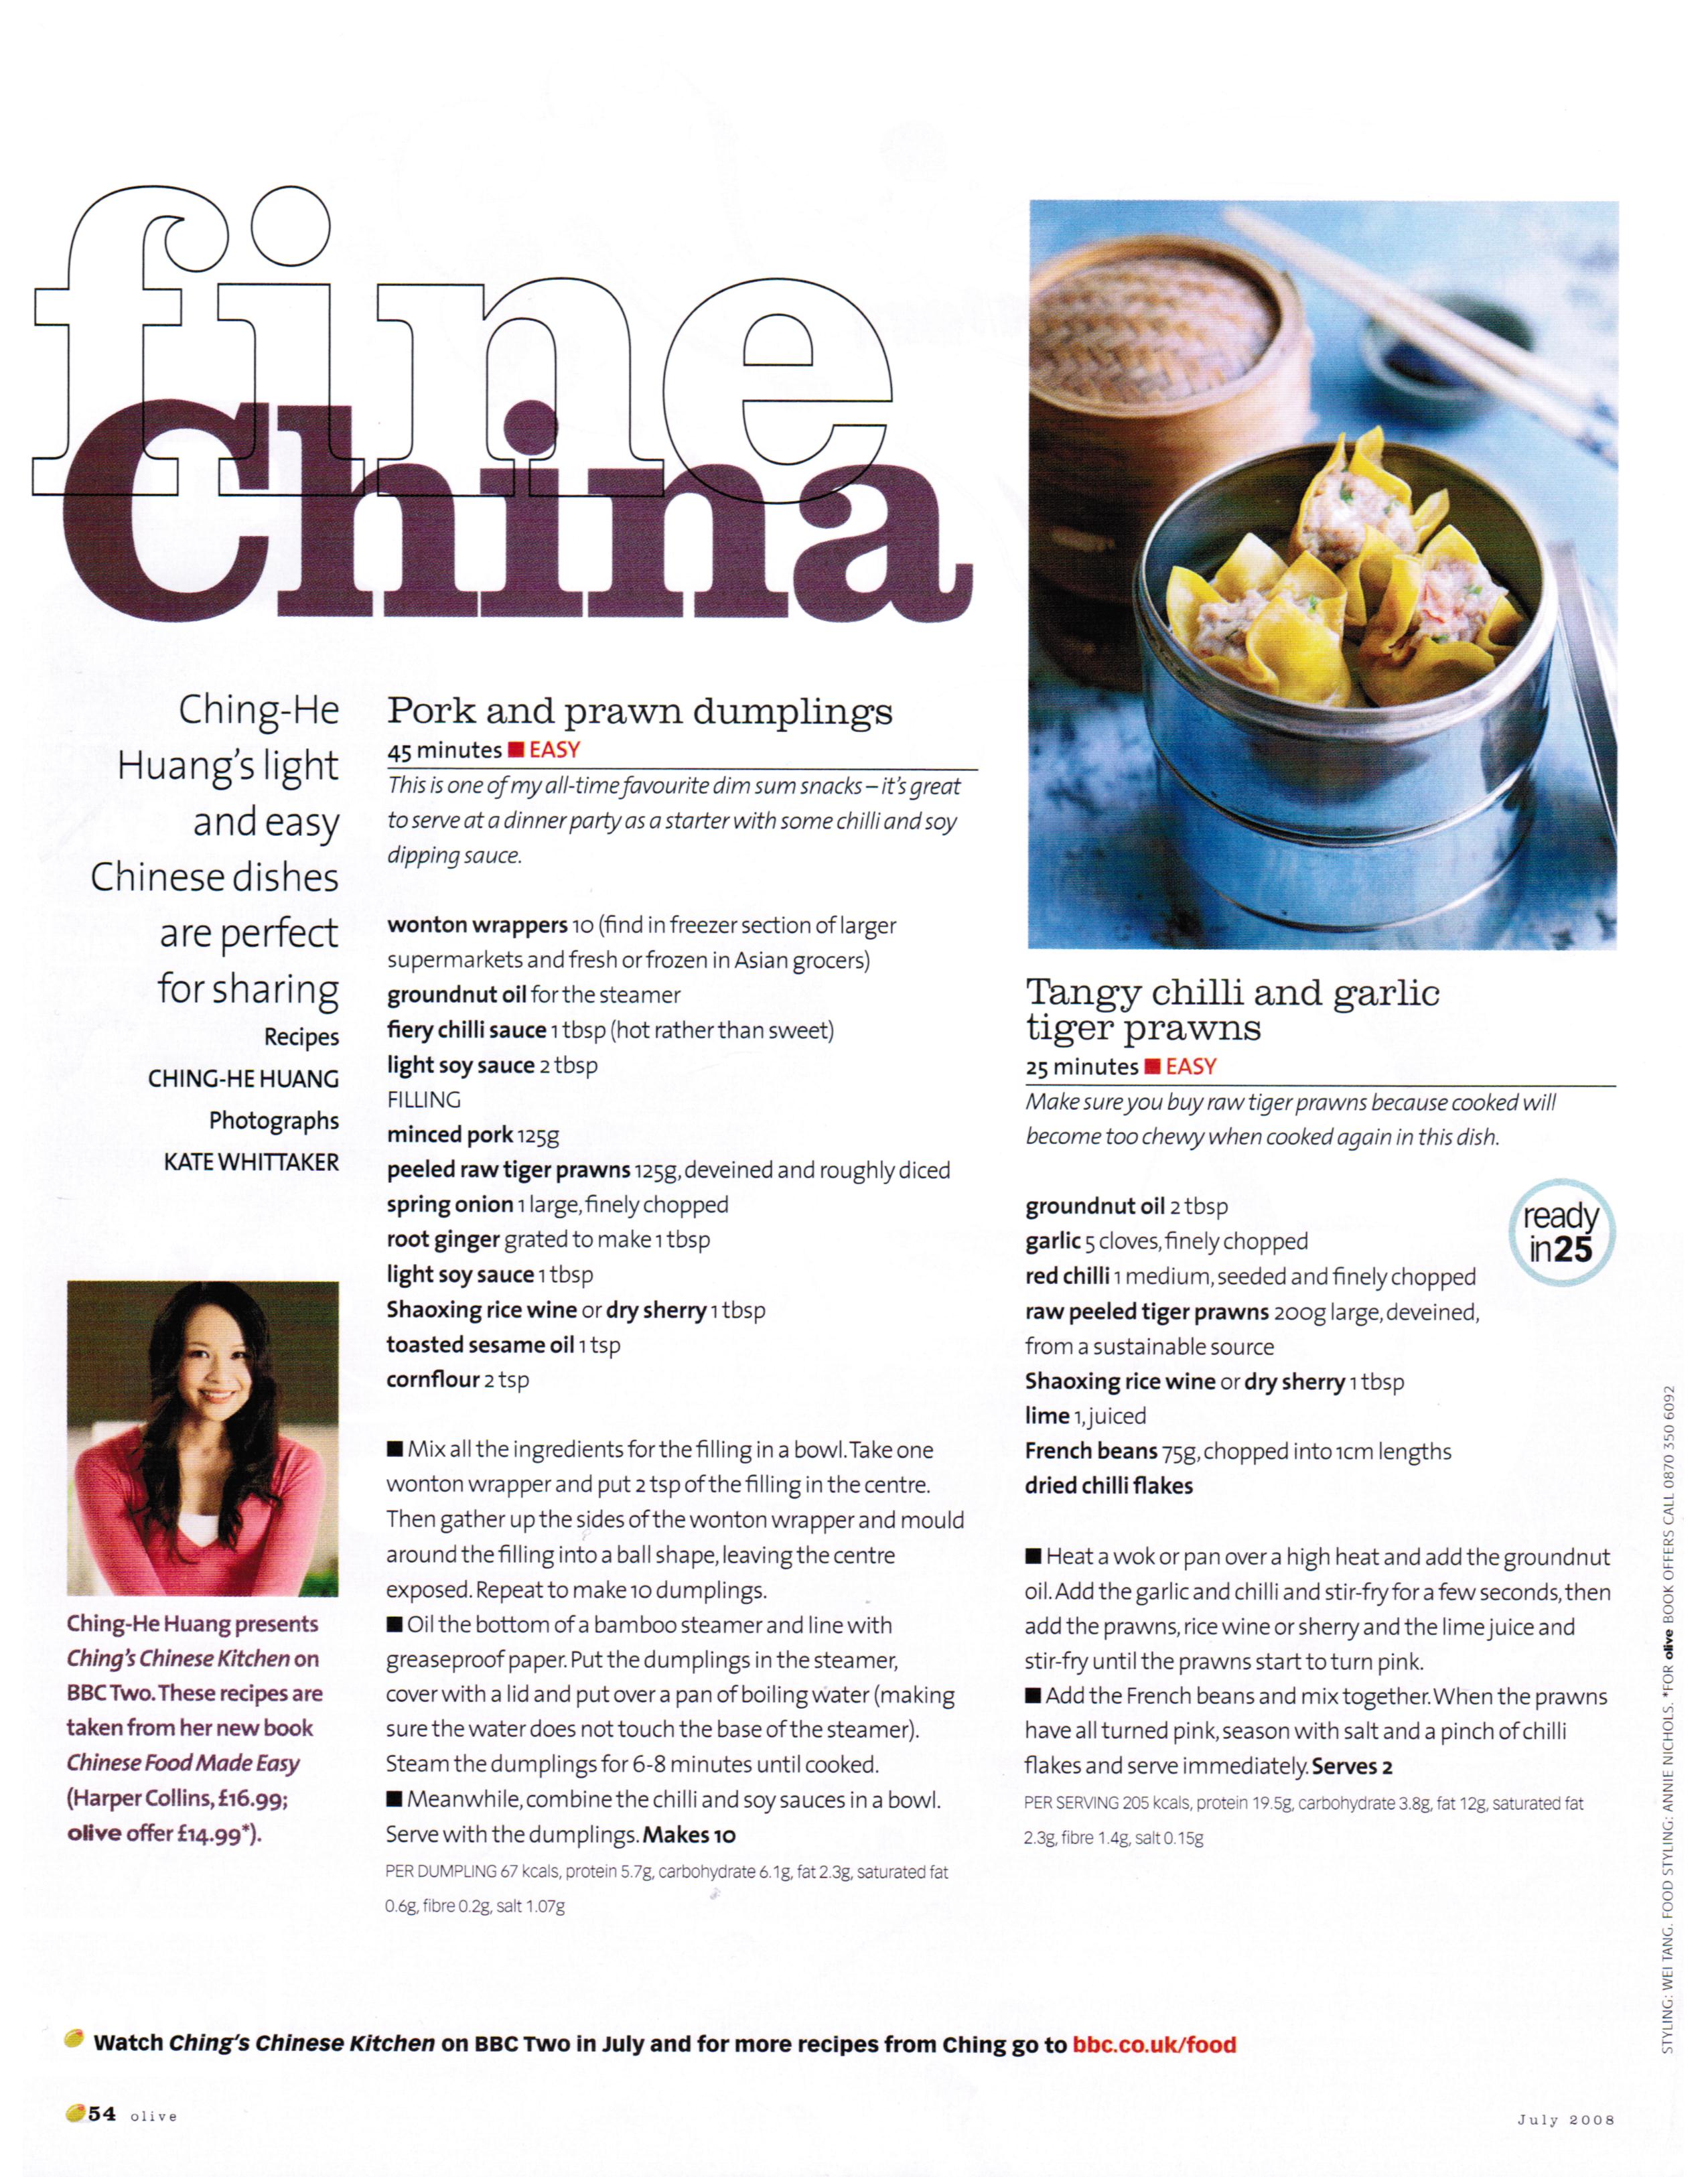 fine
China
Ching-He
Huang's light
and easy
Chinese dishes
are perfect
for sharing
Recipes
CHING-HE HUANG
Photographs
KATE WHITTAKER
Ching-He Huang presents
Ching's Chinese Kitchen on
BBC Two. These recipes are
taken from her new book
Chinese Food Made Easy
(Harper Collins, £16.99;
olive offer £14.99*).
Pork and prawn dumplings
45 minutes ■ EASY
This is one of my all-time favourite dim sum snacks – it's great
to serve at a dinner party as a starter with some chilli and soy
dipping sauce.
wonton wrappers 10 (find in freezer section of larger
supermarkets and fresh or frozen in Asian grocers)
groundnut oil for the steamer
fiery chilli sauce 1 tbsp (hot rather than sweet)
light soy sauce 2 tbsp
FILLING
minced pork 125g
peeled raw tiger prawns 125g, deveined and roughly diced
spring onion 1 large, finely chopped
root ginger grated to make 1 tbsp
light soy sauce 1 tbsp
Shaoxing rice wine or dry sherry 1 tbsp
toasted sesame oil 1 tsp
cornflour 2 tsp
■ Mix all the ingredients for the filling in a bowl. Take one
wonton wrapper and put 2 tsp of the filling in the centre.
Then gather up the sides of the wonton wrapper and mould
around the filling into a ball shape, leaving the centre
exposed. Repeat to make 10 dumplings.
■ Oil the bottom of a bamboo steamer and line with
greaseproof paper. Put the dumplings in the steamer,
cover with a lid and put over a pan of boiling water (making
sure the water does not touch the base of the steamer).
Steam the dumplings for 6-8 minutes until cooked.
■ Meanwhile, combine the chilli and soy sauces in a bowl.
Serve with the dumplings. Makes 10
PER DUMPLING 67 kcals, protein 5.7g, carbohydrate 6.1g, fat 2.3g, saturated fat
0.6g, fibre 0.2g, salt 1.07g
Tangy chilli and garlic
tiger prawns
25 minutes ■ EASY
Make sure you buy raw tiger prawns because cooked will
become too chewy when cooked again in this dish.
ready
in 25
groundnut oil 2 tbsp
garlic 5 cloves, finely chopped
red chilli 1 medium, seeded and finely chopped
raw peeled tiger prawns 200g large, deveined,
from a sustainable source
Shaoxing rice wine or dry sherry 1 tbsp
lime 1, juiced
French beans 75g, chopped into 1cm lengths
dried chilli flakes
■ Heat a wok or pan over a high heat and add the groundnut
oil. Add the garlic and chilli and stir-fry for a few seconds, then
add the prawns, rice wine or sherry and the lime juice and
stir-fry until the prawns start to turn pink.
■ Add the French beans and mix together. When the prawns
have all turned pink, season with salt and a pinch of chilli
flakes and serve immediately. Serves 2
PER SERVING 205 kcals, protein 19.5g, carbohydrate 3.8g, fat 12g, saturated fat
2.3g, fibre 1.4g, salt 0.15g
STYLING: WEI TANG. FOOD STYLING: ANNIE NICHOLS. *FOR olive BOOK OFFERS CALL 0870 350 6092
Watch Ching's Chinese Kitchen on BBC Two in July and for more recipes from Ching go to bbc.co.uk/food
54 olive
July 2008